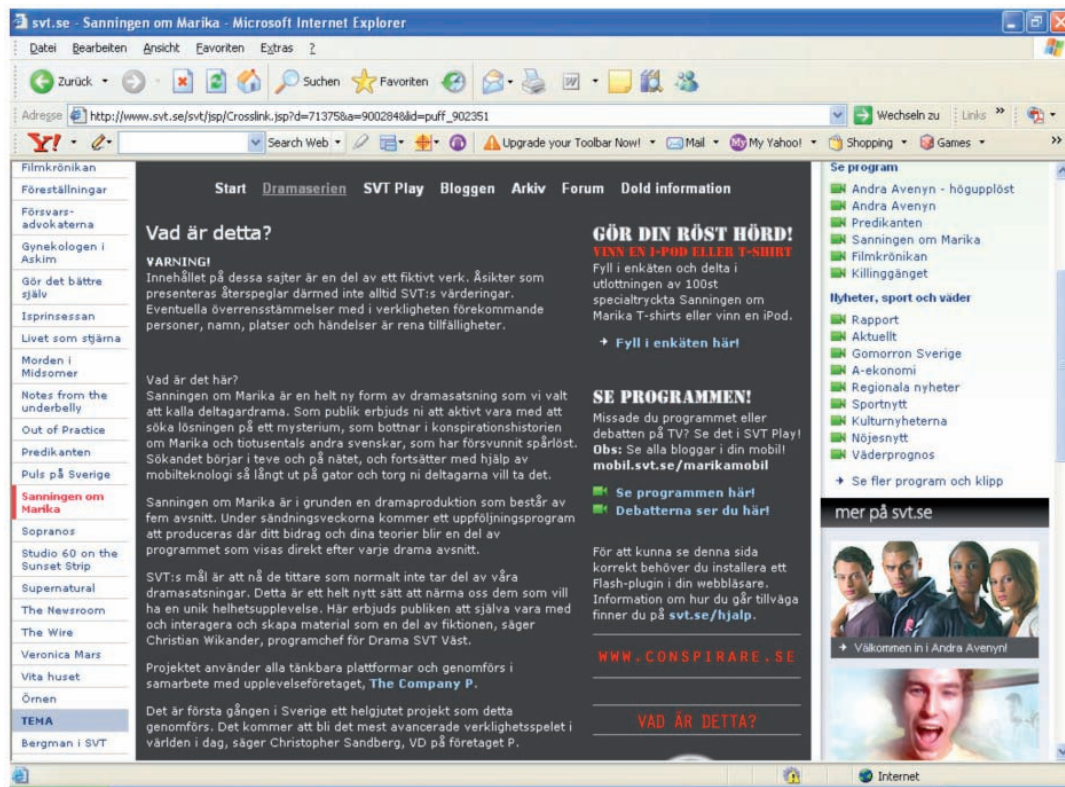 svt.se - Sanningen om Marika - Microsoft Internet Explorer
Datei Bearbeiten Ansicht Favoriten Extras ?
Zurück Suchen Favoriten
Adresse http://www.svt.se/svt/jsp/Crosslink.jsp?d=71375&a=900284&lid=puff_902351 Wechseln zu Links »
Y! Search Web Upgrade your Toolbar Now! Mail My Yahoo! Shopping Games »
Filmkrönikan
Föreställningar
Försvars-
advokaterna
Gynekologen i
Askim
Gör det bättre
själv
Isprinsessan
Livet som stjärna
Morden i
Midsomer
Notes from the
underbelly
Out of Practice
Predikanten
Puls på Sverige
Sanningen om
Marika
Sopranos
Studio 60 on the
Sunset Strip
Supernatural
The Newsroom
The Wire
Veronica Mars
Vita huset
Örnen
TEMA
Bergman i SVT
Start Dramaserien SVT Play Bloggen Arkiv Forum Dold information
Vad är detta?
VARNING!
Innehållet på dessa sajter är en del av ett fiktivt verk. Åsikter som
presenteras återspeglar därmed inte alltid SVT:s värderingar.
Eventuella överrensstämmelser med i verkligheten förekommande
personer, namn, platser och händelser är rena tillfälligheter.
Vad är det här?
Sanningen om Marika är en helt ny form av dramasatsning som vi valt
att kalla deltagardrama. Som publik erbjuds ni att aktivt vara med att
söka lösningen på ett mysterium, som bottnar i konspirationshistorien
om Marika och tiotusentals andra svenskar, som har försvunnit spårlöst.
Sökandet börjar i teve och på nätet, och fortsätter med hjälp av
mobilteknologi så långt ut på gator och torg ni deltagarna vill ta det.
Sanningen om Marika är i grunden en dramaproduktion som består av
fem avsnitt. Under sändningsveckorna kommer ett uppföljningsprogram
att produceras där ditt bidrag och dina teorier blir en del av
programmet som visas direkt efter varje drama avsnitt.
SVT:s mål är att nå de tittare som normalt inte tar del av våra
dramasatsningar. Detta är ett helt nytt sätt att närma oss dem som vill
ha en unik helhetsupplevelse. Här erbjuds publiken att själva vara med
och interagera och skapa material som en del av fiktionen, säger
Christian Wikander, programchef för Drama SVT Väst.
Projektet använder alla tänkbara plattformar och genomförs i
samarbete med upplevelseföretaget, The Company P.
Det är första gången i Sverige ett helgjutet projekt som detta
genomförs. Det kommer att bli det mest avancerade verklighetsspelet i
världen i dag, säger Christopher Sandberg, VD på företaget P.
GÖR DIN RÖST HÖRD!
VINN EN I-POD ELLER T-SHIRT
Fyll i enkäten och delta i
utlottningen av 100st
specialtryckta Sanningen om
Marika T-shirts eller vinn en iPod.
Fyll i enkäten här!
SE PROGRAMMEN!
Missade du programmet eller
debatten på TV? Se det i SVT Play!
Obs: Se alla bloggar i din mobil!
mobil.svt.se/marikamobil
Se programmen här!
Debatterna ser du här!
För att kunna se denna sida
korrekt behöver du installera ett
Flash-plugin i din webbläsare.
Information om hur du går tillväga
finner du på svt.se/hjalp.
WWW.CONSPIRARE.SE
VAD ÄR DETTA?
Se program
Andra Avenyn - högupplöst
Andra Avenyn
Predikanten
Sanningen om Marika
Filmkrönikan
Killinggänget
Nyheter, sport och väder
Rapport
Aktuellt
Gomorron Sverige
A-ekonomi
Regionala nyheter
Sportnytt
Kulturnyheterna
Nöjesnytt
Väderprognos
Se fler program och klipp
mer på svt.se
Välkommen in i Andra Avenyn!
Internet